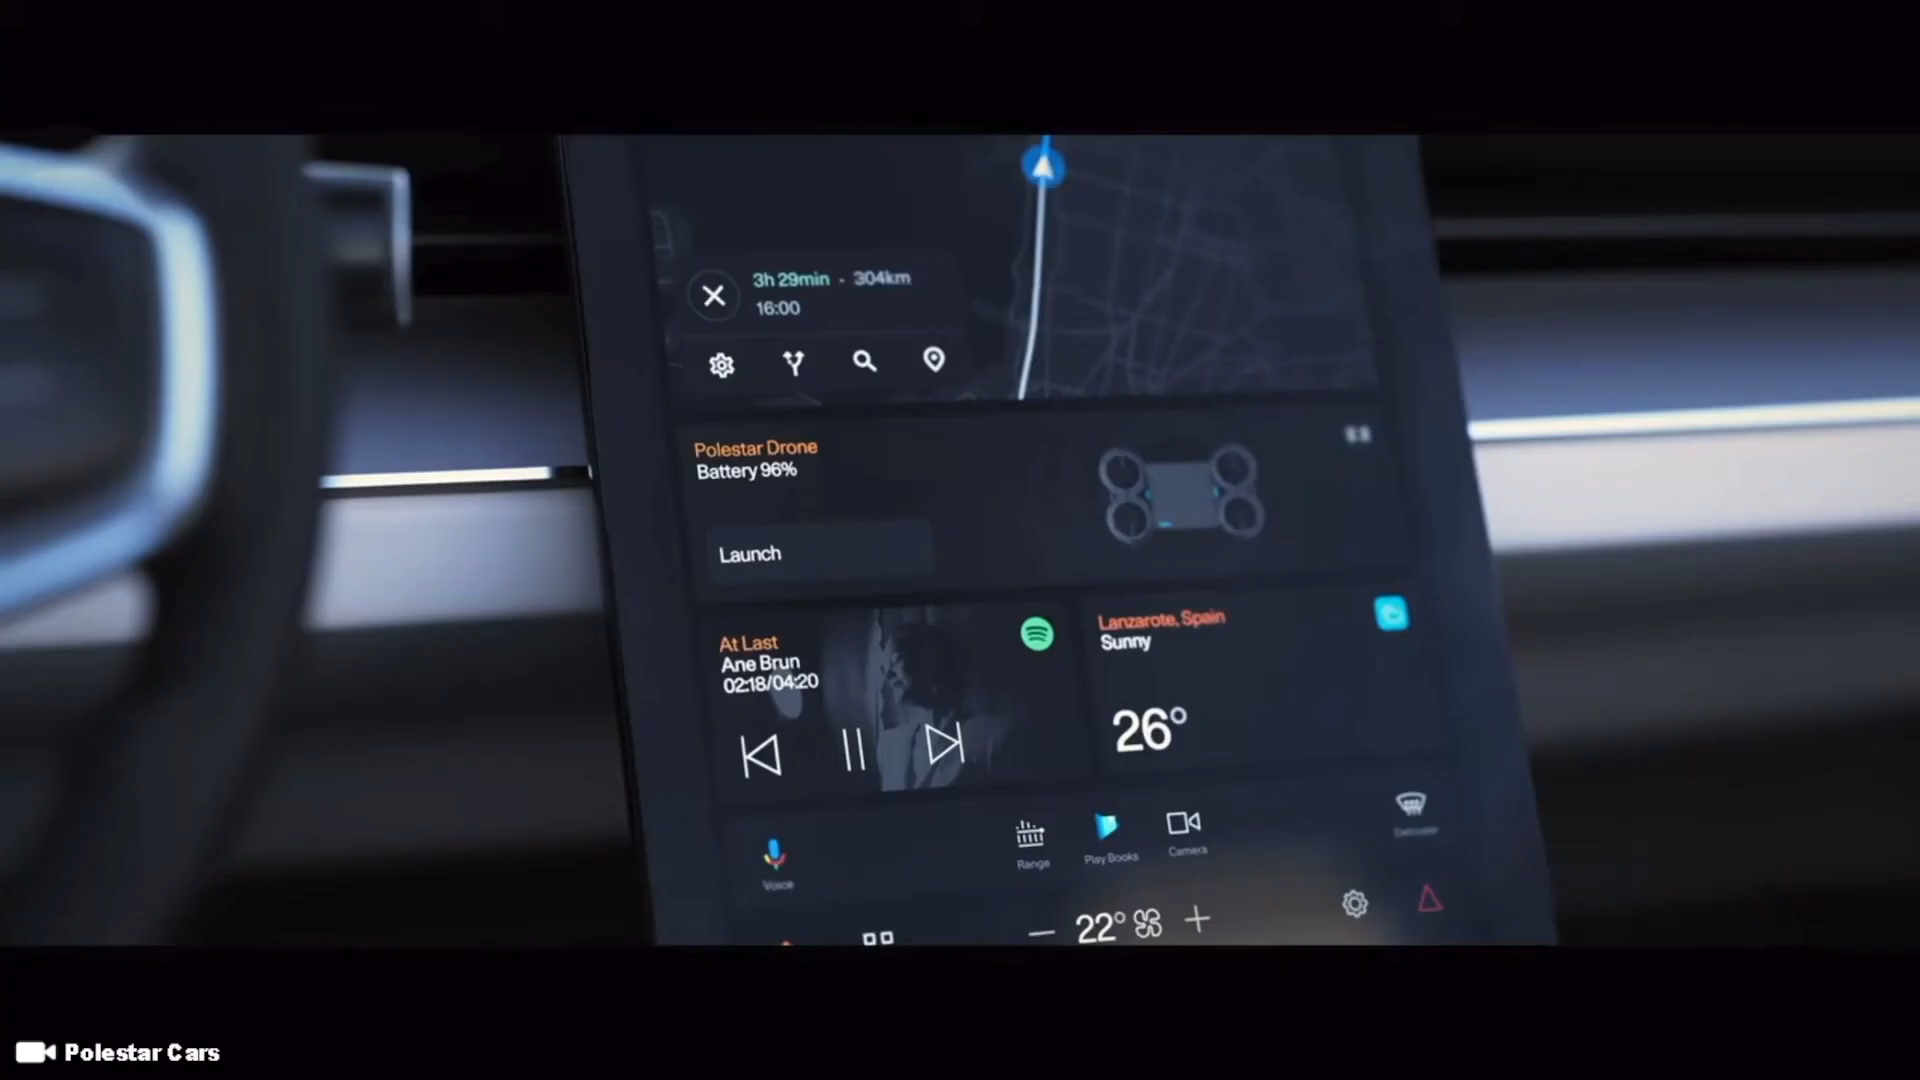 3h 29min - 304km
16:00
Polestar Drone
Battery 96%
Launch
At Last
Ane Brun
02:18/04:20
Lanzarote, Spain
Sunny
26°
Voice
Range
Play Books
Camera
22°
Polestar Cars